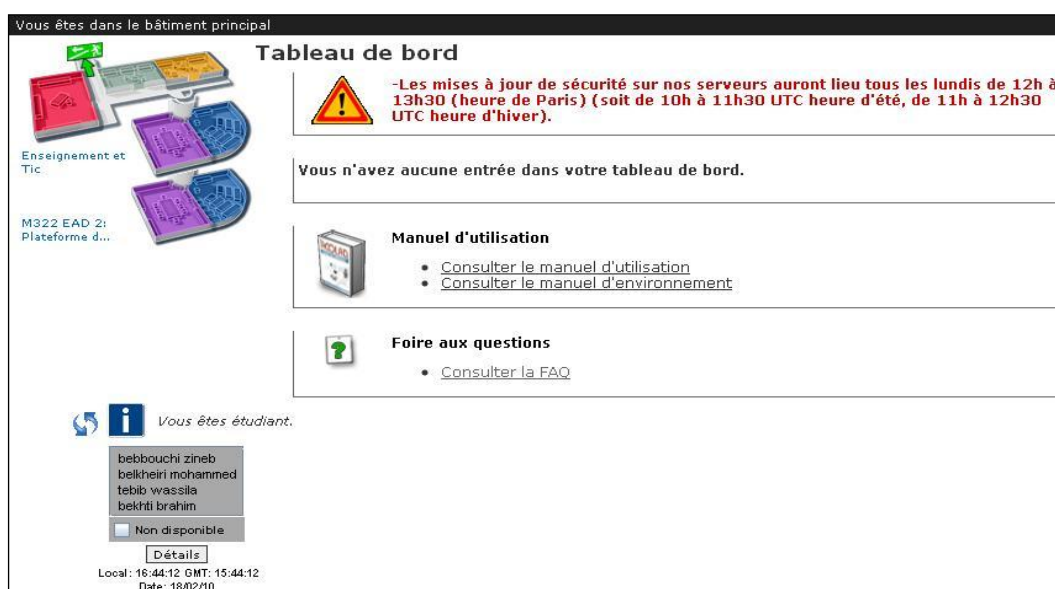 Vous êtes dans le bâtiment principal
Tableau de bord
-Les mises à jour de sécurité sur nos serveurs auront lieu tous les lundis de 12h à
13h30 (heure de Paris) (soit de 10h à 11h30 UTC heure d'été, de 11h à 12h30
UTC heure d'hiver).
Enseignement et
Tic
Vous n'avez aucune entrée dans votre tableau de bord.
M322 EAD 2:
Plateforme d...
Manuel d'utilisation
Consulter le manuel d'utilisation
Consulter le manuel d'environnement
Foire aux questions
Consulter la FAQ
Vous êtes étudiant.
bebbouchi zineb
belkheiri mohammed
tebib wassila
bekhti brahim
Non disponible
Détails
Local: 16:44:12 GMT: 15:44:12
Date: 18/02/10